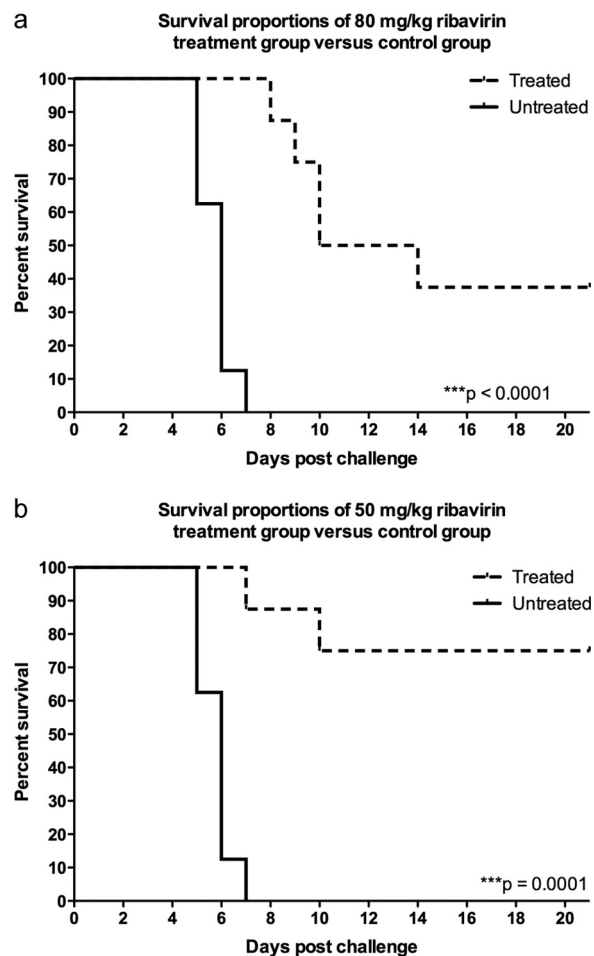 a
Survival proportions of 80 mg/kg ribavirin
treatment group versus control group
Treated
Untreated
Percent survival
100
90
80
70
60
50
40
30
20
10
0
***p < 0.0001
0 2 4 6 8 10 12 14 16 18 20
Days post challenge
b
Survival proportions of 50 mg/kg ribavirin
treatment group versus control group
Treated
Untreated
Percent survival
100
90
80
70
60
50
40
30
20
10
0
***p = 0.0001
0 2 4 6 8 10 12 14 16 18 20
Days post challenge